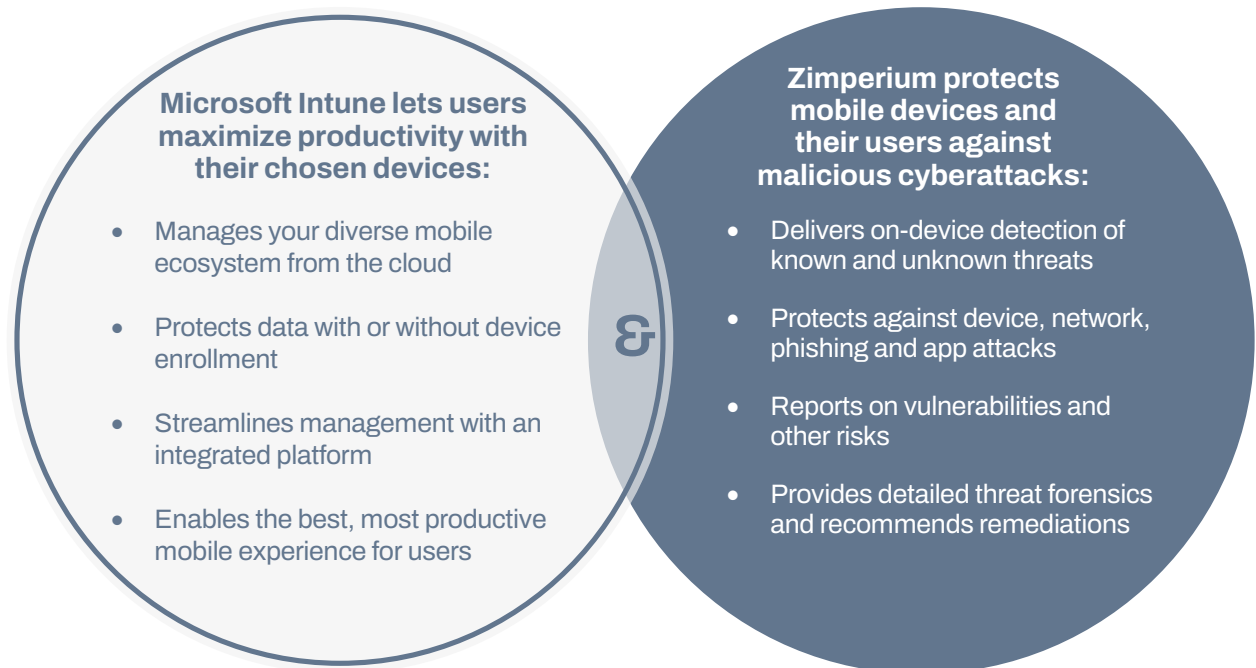 Microsoft Intune lets users
maximize productivity with
their chosen devices:
• Manages your diverse mobile
ecosystem from the cloud
• Protects data with or without device
enrollment
• Streamlines management with an
integrated platform
• Enables the best, most productive
mobile experience for users
&
Zimperium protects
mobile devices and
their users against
malicious cyberattacks:
• Delivers on-device detection of
known and unknown threats
• Protects against device, network,
phishing and app attacks
• Reports on vulnerabilities and
other risks
• Provides detailed threat forensics
and recommends remediations